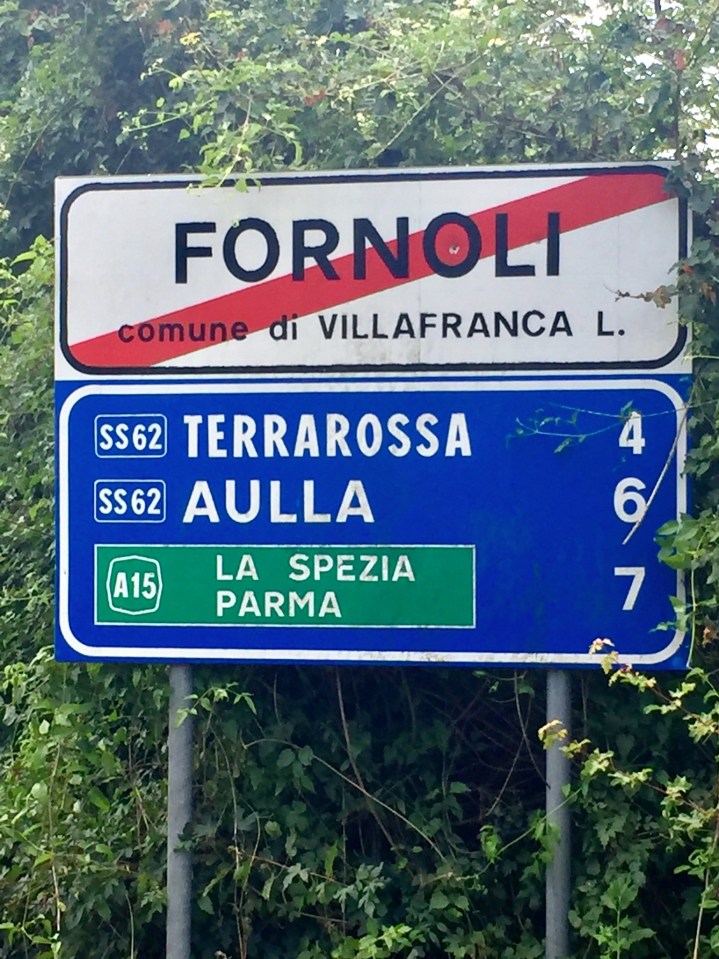 FORNOLI
comune di VILLAFRANCA L.
SS62 TERRAROSSA 4
SS62 AULLA 6
A15 LA SPEZIA PARMA 7